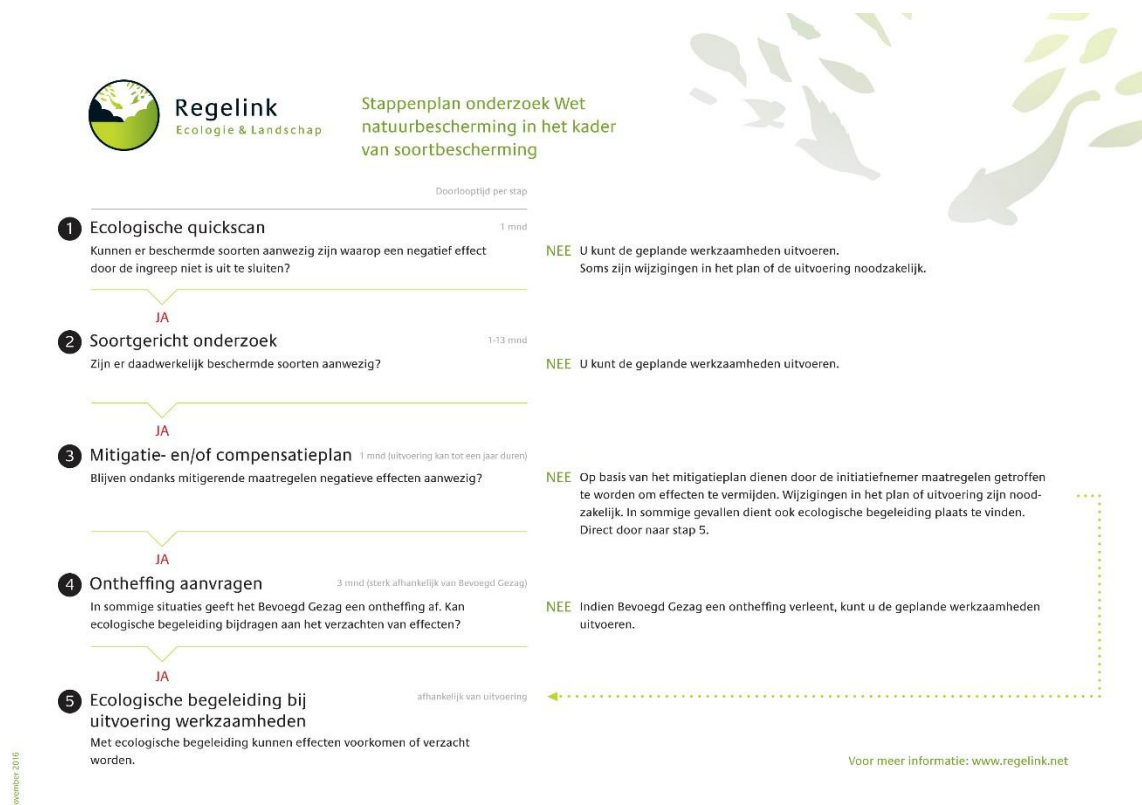 Regelink
Ecologie & Landschap
Stappenplan onderzoek Wet
natuurbescherming in het kader
van soortbescherming
Doorlooptijd per stap
1 Ecologische quickscan 1 mnd
Kunnen er beschermde soorten aanwezig zijn waarop een negatief effect
door de ingreep niet is uit te sluiten?
NEE U kunt de geplande werkzaamheden uitvoeren.
Soms zijn wijzigingen in het plan of de uitvoering noodzakelijk.
JA
2 Soortgericht onderzoek 1-13 mnd
Zijn er daadwerkelijk beschermde soorten aanwezig?
NEE U kunt de geplande werkzaamheden uitvoeren.
JA
3 Mitigatie- en/of compensatieplan 1 mnd (uitvoering kan tot een jaar duren)
Blijven ondanks mitigerende maatregelen negatieve effecten aanwezig?
NEE Op basis van het mitigatieplan dienen door de initiatiefnemer maatregelen getroffen
te worden om effecten te vermijden. Wijzigingen in het plan of uitvoering zijn nood-
zakelijk. In sommige gevallen dient ook ecologische begeleiding plaats te vinden.
Direct door naar stap 5.
JA
4 Ontheffing aanvragen 3 mnd (sterk afhankelijk van Bevoegd Gezag)
In sommige situaties geeft het Bevoegd Gezag een ontheffing af. Kan
ecologische begeleiding bijdragen aan het verzachten van effecten?
NEE Indien Bevoegd Gezag een ontheffing verleent, kunt u de geplande werkzaamheden
uitvoeren.
JA
5 Ecologische begeleiding bij afhankelijk van uitvoering
uitvoering werkzaamheden
Met ecologische begeleiding kunnen effecten voorkomen of verzacht
worden.
Voor meer informatie: www.regelink.net
2016